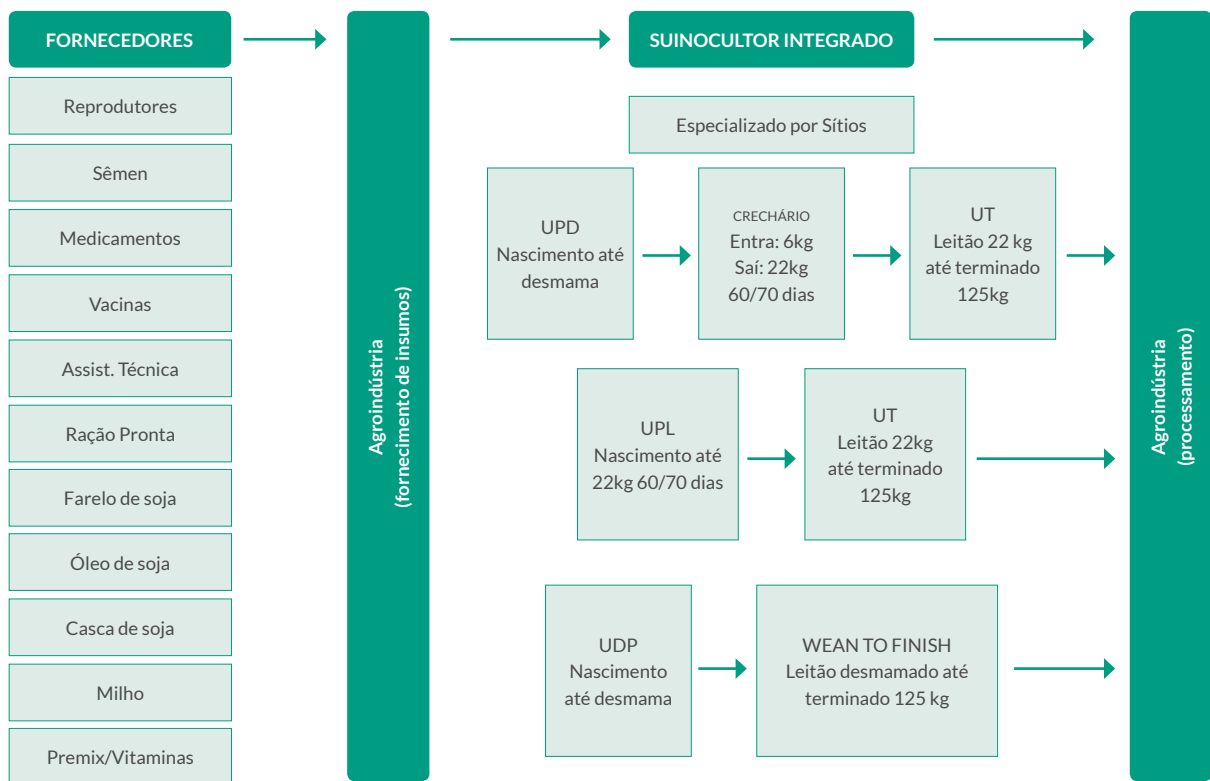 FORNECEDORES
Reprodutores
Sêmen
Medicamentos
Vacinas
Assist. Técnica
Ração Pronta
Farelo de soja
Óleo de soja
Casca de soja
Milho
Premix/Vitaminas
Agroindústria
(fornecimento de insumos)
SUINOCULTOR INTEGRADO
Especializado por Sítios
UPD
Nascimento até
desmama
CRECHÁRIO
Entra: 6kg
Saí: 22kg
60/70 dias
UT
Leitão 22 kg
até terminado
125kg
UPL
Nascimento até
22kg 60/70 dias
UT
Leitão 22kg
até terminado
125kg
UDP
Nascimento
até desmama
WEAN TO FINISH
Leitão desmamado até
terminado 125 kg
Agroindústria
(processamento)